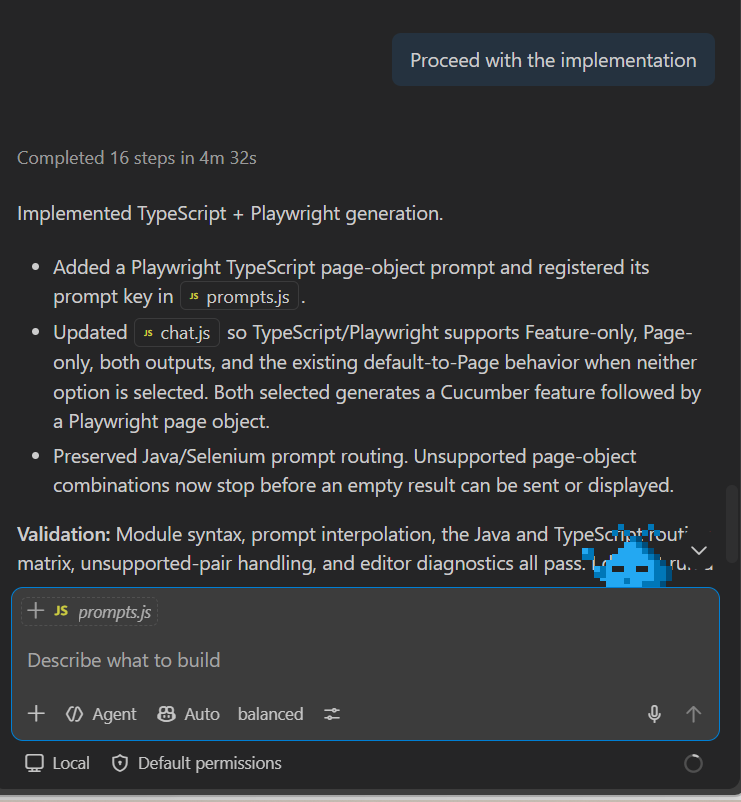 Proceed with the implementation
Completed 16 steps in 4m 32s
Implemented TypeScript + Playwright generation.
• Added a Playwright TypeScript page-object prompt and registered its
prompt key in JS prompts.js .
• Updated JS chat.js so TypeScript/Playwright supports Feature-only, Page-
only, both outputs, and the existing default-to-Page behavior when neither
option is selected. Both selected generates a Cucumber feature followed by
a Playwright page object.
• Preserved Java/Selenium prompt routing. Unsupported page-object
combinations now stop before an empty result can be sent or displayed.
Validation: Module syntax, prompt interpolation, the Java and TypeScript
matrix, unsupported-pair handling, and editor diagnostics all pass.
+ JS prompts.js
Describe what to build
Agent Auto balanced
Local Default permissions